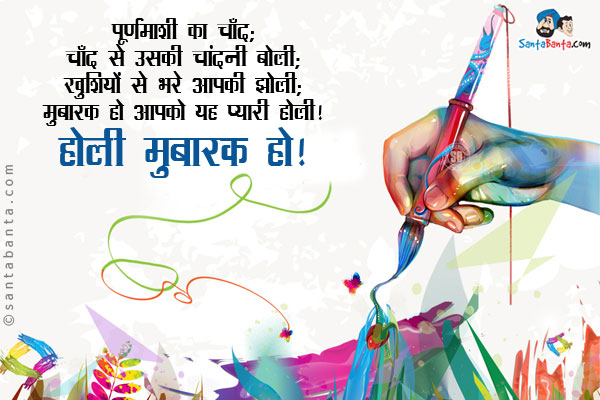 पूर्णमाशी का चाँद;
चाँद से उसकी चांदनी बोली;
खुशियों से भरे आपकी झोली;
मुबारक हो आपको यह प्यारी होली!
होली मुबारक हो!
SantaBanta.com
© santabanta.com